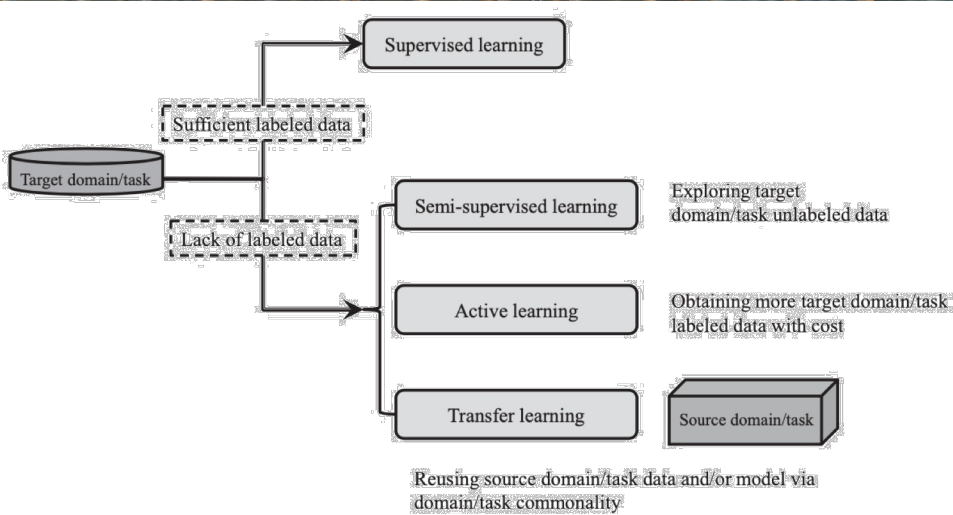 Supervised learning
Sufficient labeled data
Target domain/task
Semi-supervised learning
Exploring target
domain/task unlabeled data
Lack of labeled data
Active learning
Obtaining more target domain/task
labeled data with cost
Transfer learning
Source domain/task
Reusing source domain/task data and/or model via
domain/task commonality